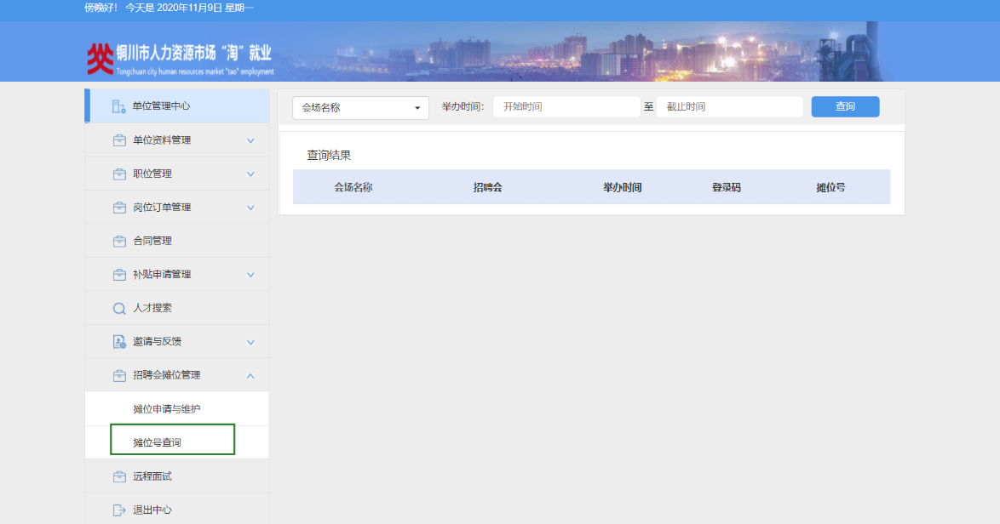 傍晚好！ 今天是 2020年11月9日 星期一
铜川市人力资源市场“淘”就业
Tongchuan city human resources market "tao" employment
单位管理中心
单位资料管理
职位管理
岗位订单管理
合同管理
补贴申请管理
人才搜索
邀请与反馈
招聘会摊位管理
摊位申请与维护
摊位号查询
远程面试
退出中心
会场名称 举办时间: 开始时间 至 截止时间 查询
查询结果
会场名称 招聘会 举办时间 登录码 摊位号